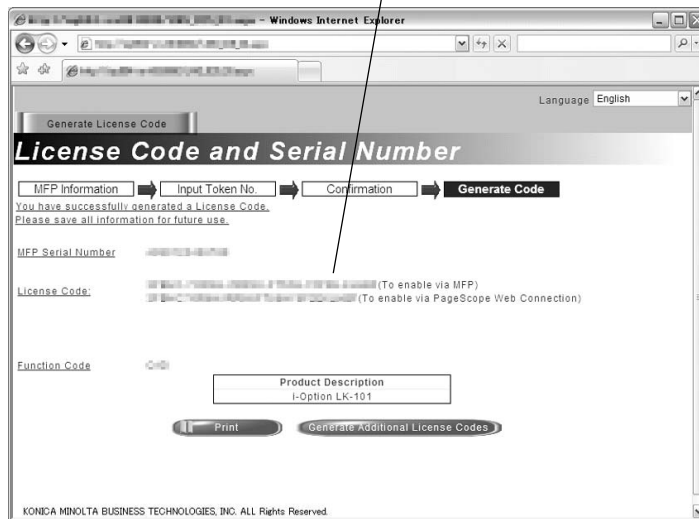 - Windows Internet Explorer
Language English
Generate License Code
License Code and Serial Number
MFP Information Input Token No. Confirmation Generate Code
You have successfully generated a License Code.
Please save all information for future use.
MFP Serial Number
License Code: (To enable via MFP)
(To enable via PageScope Web Connection)
Function Code
Product Description
i-Option LK-101
Print Generate Additional License Codes
KONICA MINOLTA BUSINESS TECHNOLOGIES, INC. ALL Rights Reserved.